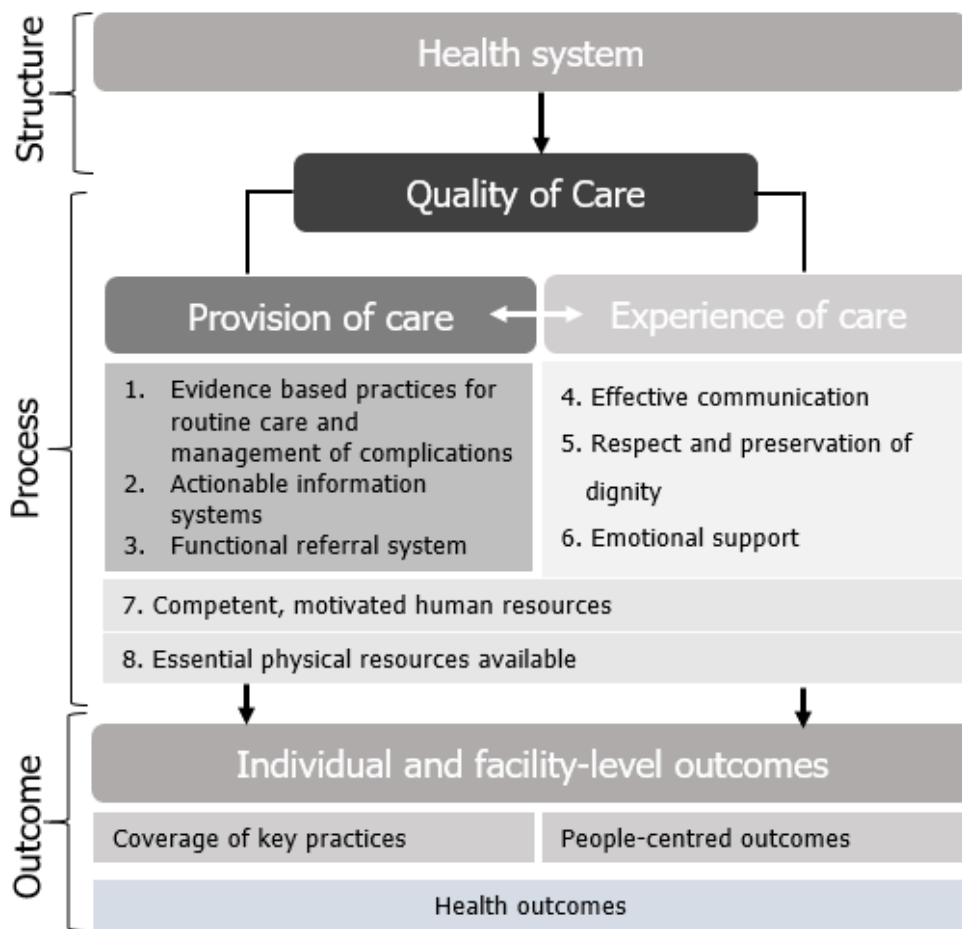 Structure
Health system
Quality of Care
Process
Provision of care
Experience of care
1. Evidence based practices for
routine care and
management of complications
2. Actionable information
systems
3. Functional referral system
4. Effective communication
5. Respect and preservation of
dignity
6. Emotional support
7. Competent, motivated human resources
8. Essential physical resources available
Outcome
Individual and facility-level outcomes
Coverage of key practices
People-centred outcomes
Health outcomes